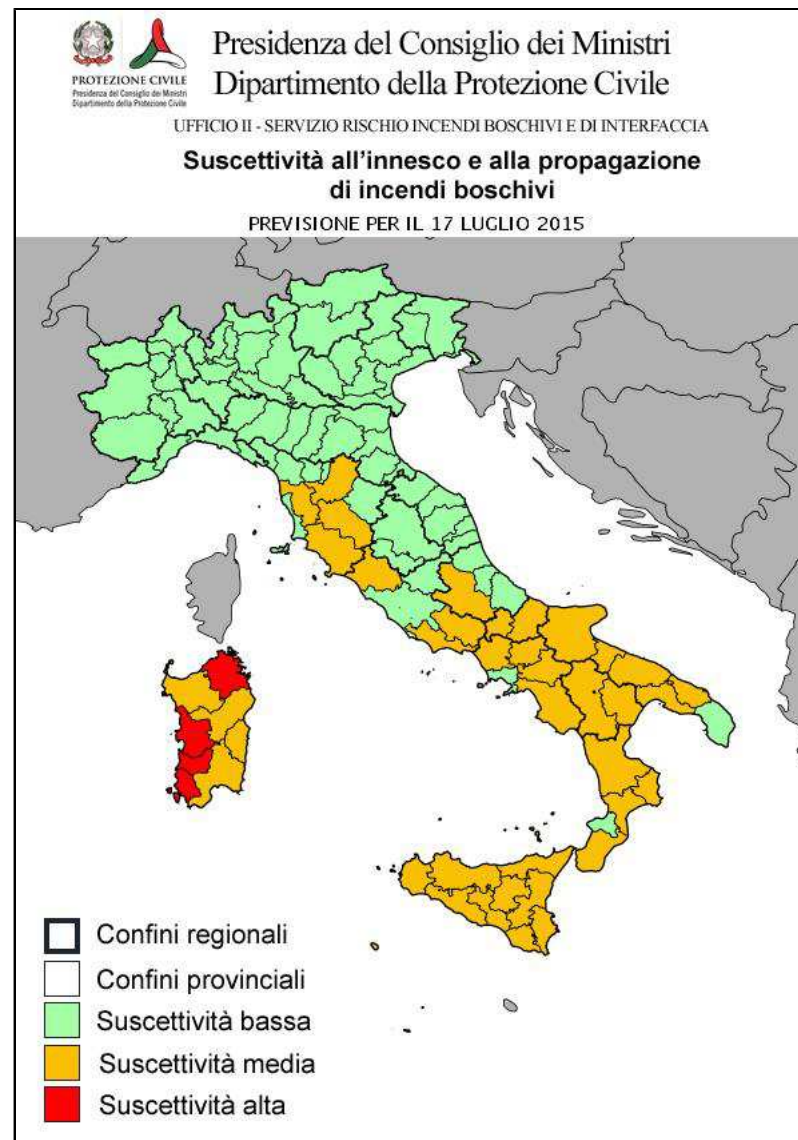 PROTEZIONE CIVILE
Presidenza del Consiglio dei Ministri
Dipartimento della Protezione Civile
Presidenza del Consiglio dei Ministri
Dipartimento della Protezione Civile
UFFICIO II - SERVIZIO RISCHIO INCENDI BOSCHIVI E DI INTERFACCIA
Suscettività all'innesco e alla propagazione
di incendi boschivi
PREVISIONE PER IL 17 LUGLIO 2015
Confini regionali
Confini provinciali
Suscettività bassa
Suscettività media
Suscettività alta